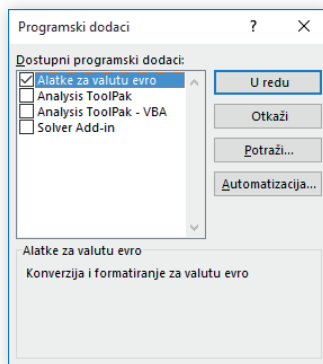 Programski dodaci
?
Dostupni programski dodaci:
Alatke za valutu evro
Analysis ToolPak
Analysis ToolPak - VBA
Solver Add-in
U redu
Otkaži
Potraži...
Automatizacija...
Alatke za valutu evro
Konverzija i formatiranje za valutu evro